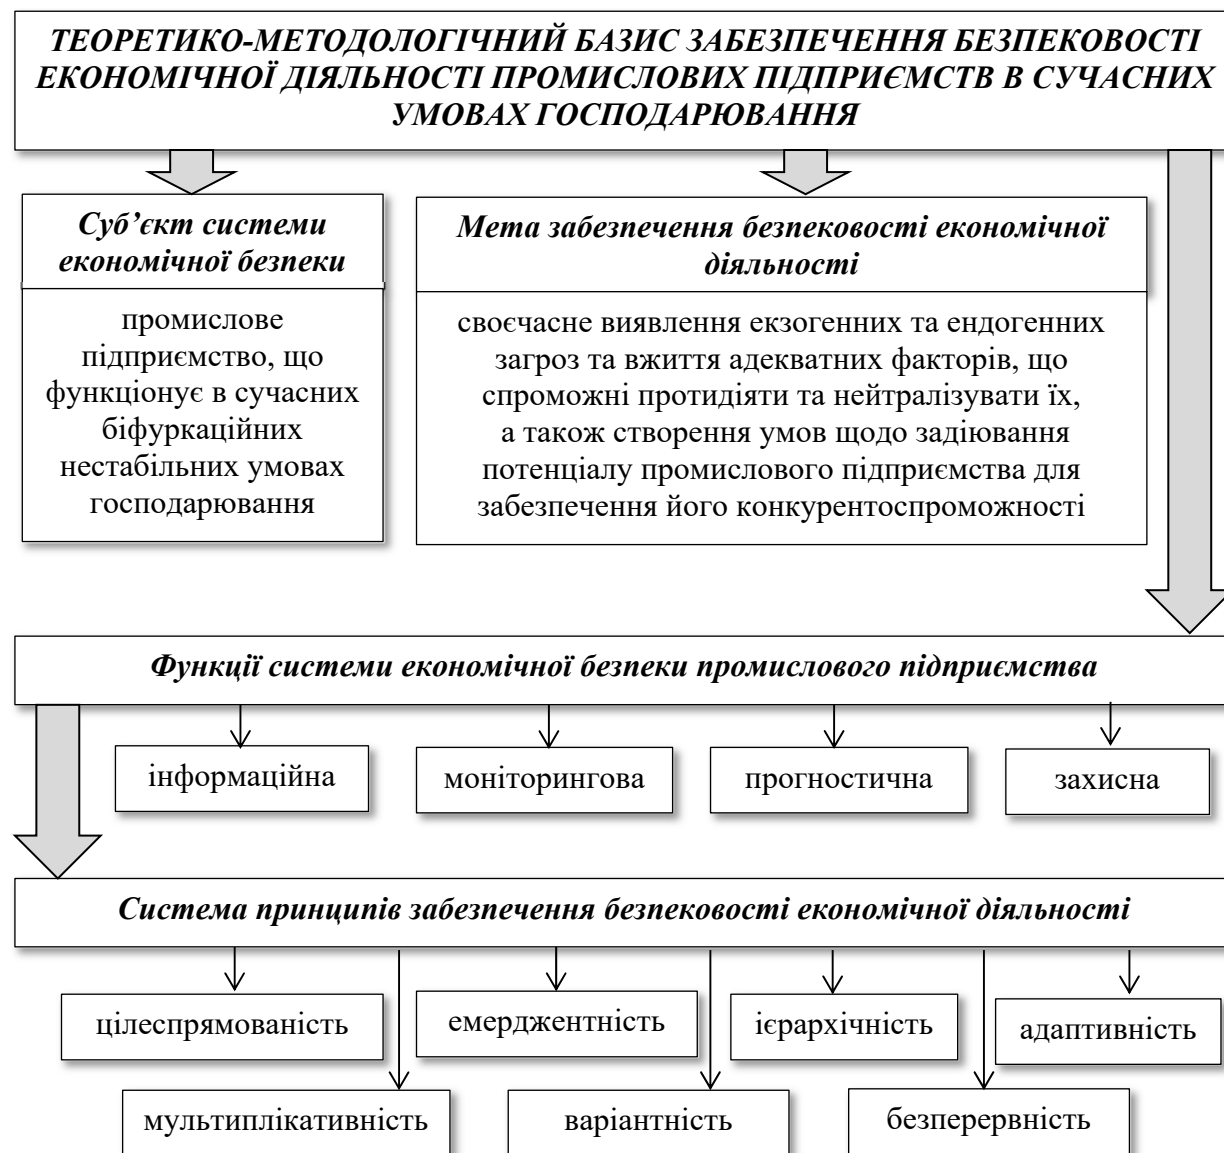 ТЕОРЕТИКО-МЕТОДОЛОГІЧНИЙ БАЗИС ЗАБЕЗПЕЧЕННЯ БЕЗПЕКОВОСТІ
ЕКОНОМІЧНОЇ ДІЯЛЬНОСТІ ПРОМИСЛОВИХ ПІДПРИЄМСТВ В СУЧАСНИХ
УМОВАХ ГОСПОДАРЮВАННЯ
Суб’єкт системи
економічної безпеки
промислове
підприємство, що
функціонує в сучасних
біфуркаційних
нестабільних умовах
господарювання
Мета забезпечення безпековості економічної
діяльності
своєчасне виявлення екзогенних та ендогенних
загроз та вжиття адекватних факторів, що
спроможні протидіяти та нейтралізувати їх,
а також створення умов щодо задіювання
потенціалу промислового підприємства для
забезпечення його конкурентоспроможності
Функції системи економічної безпеки промислового підприємства
інформаційна
моніторингова
прогностична
захисна
Система принципів забезпечення безпековості економічної діяльності
цілеспрямованість
емерджентність
ієрархічність
адаптивність
мультиплікативність
варіантність
безперервність